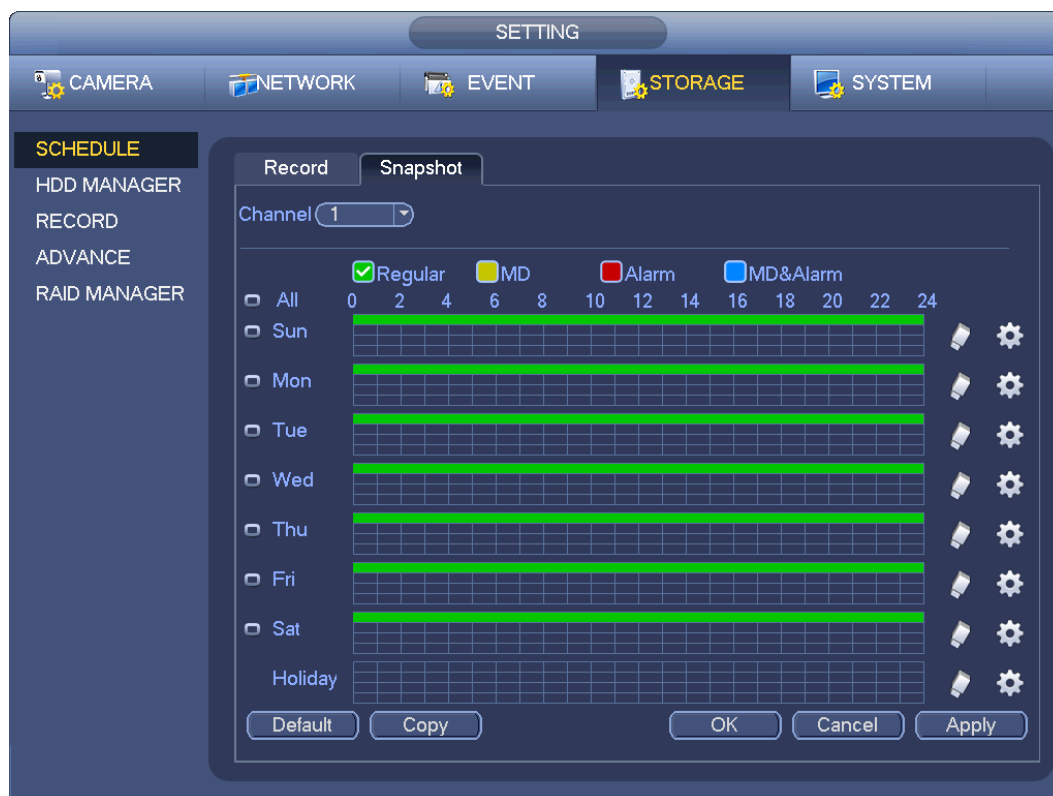 SETTING
CAMERA NETWORK EVENT STORAGE SYSTEM
SCHEDULE
HDD MANAGER
RECORD
ADVANCE
RAID MANAGER
Record Snapshot
Channel 1
Regular MD Alarm MD&Alarm
All 0 2 4 6 8 10 12 14 16 18 20 22 24
Sun
Mon
Tue
Wed
Thu
Fri
Sat
Holiday
Default Copy OK Cancel Apply